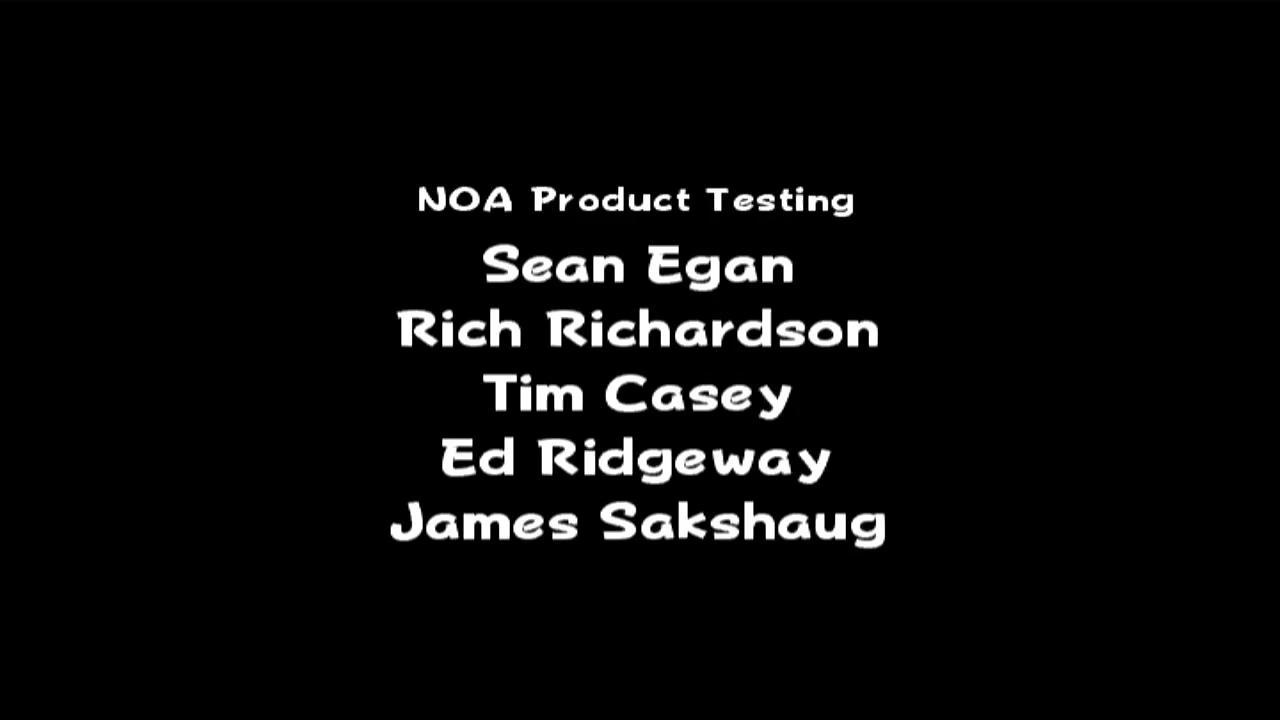 NOA Product Testing
Sean Egan
Rich Richardson
Tim Casey
Ed Ridgeway
James Sakshaug